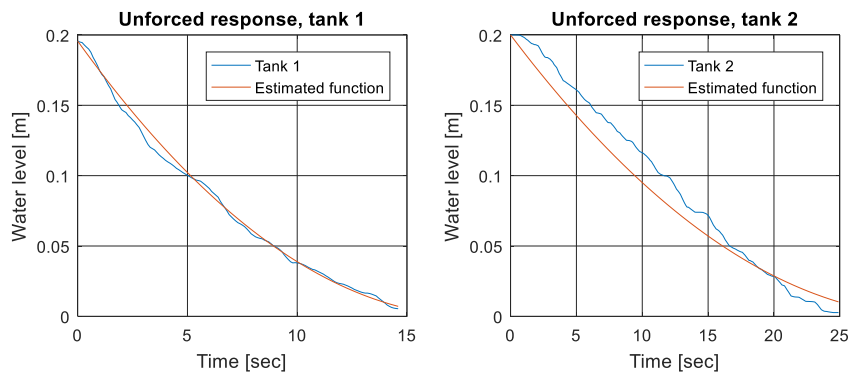 Unforced response, tank 1
0.2
0.15
0.1
0.05
0
Water level [m]
Tank 1
Estimated function
0
5
10
15
Time [sec]
Unforced response, tank 2
0.2
0.15
0.1
0.05
0
Water level [m]
Tank 2
Estimated function
0
5
10
15
20
25
Time [sec]